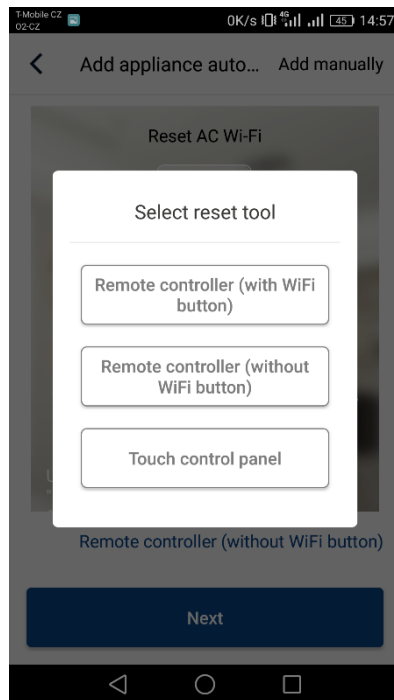 T-Mobile CZ
O2-CZ
0K/s 4G 45 14:57
Add appliance auto... Add manually
Reset AC Wi-Fi
Select reset tool
Remote controller (with WiFi
button)
Remote controller (without
WiFi button)
Touch control panel
Remote controller (without WiFi button)
Next